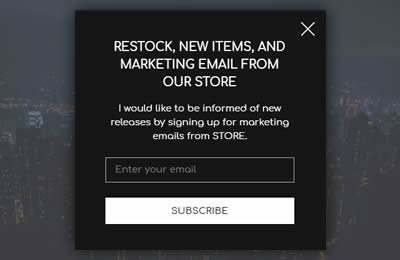 RESTOCK, NEW ITEMS, AND
MARKETING EMAIL FROM
OUR STORE
I would like to be informed of new
releases by signing up for marketing
emails from STORE.
Enter your email
SUBSCRIBE